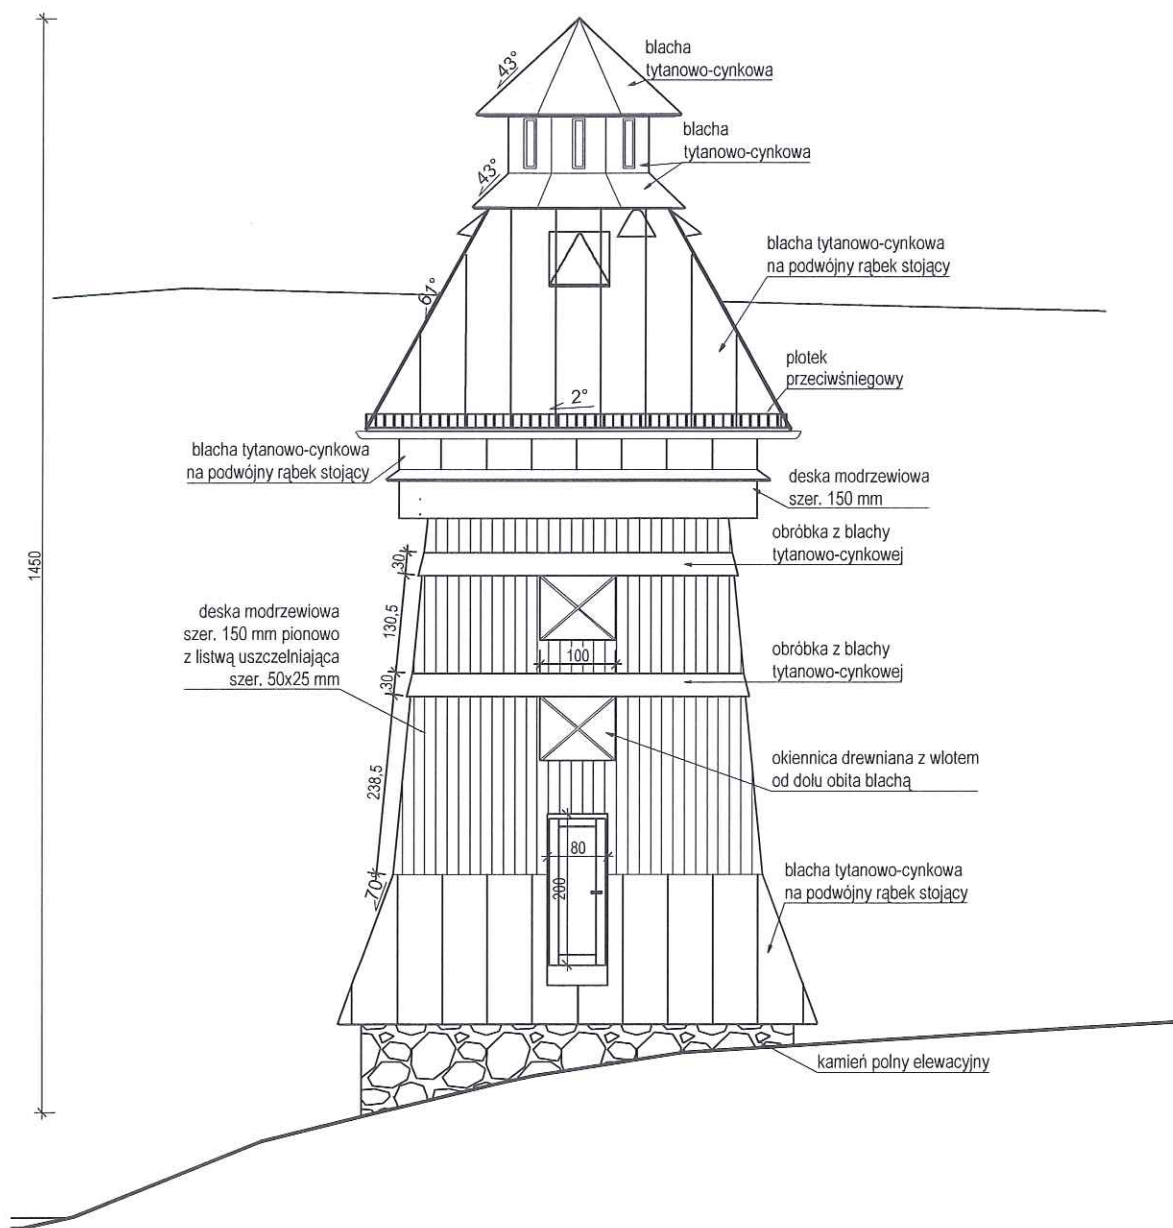 43°
blacha
tytanowo-cynkowa
blacha
tytanowo-cynkowa
43°
blacha tytanowo-cynkowa
na podwójny rąbek stojący
61°
płotek
przeciwśniegowy
2°
blacha tytanowo-cynkowa
na podwójny rąbek stojący
deska modrzewiowa
szer. 150 mm
obróbka z blachy
tytanowo-cynkowej
1450
30
130,5
deska modrzewiowa
szer. 150 mm pionowo
z listwą uszczelniająca
szer. 50x25 mm
100
obróbka z blachy
tytanowo-cynkowej
30
238,5
okiennica drewniana z wlotem
od dołu obita blachą
80
200
70°
blacha tytanowo-cynkowa
na podwójny rąbek stojący
kamień polny elewacyjny